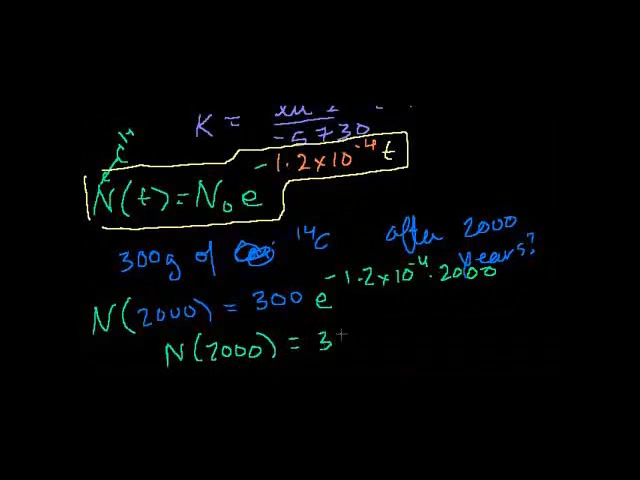 K =
-5730
14C
N(t) = N₀ e^(-1.2×10⁻⁴ t)
300g of ¹⁴C after 2000 years?
N(2000) = 300 e^(-1.2×10⁻⁴ · 2000)
N(2000) = 3